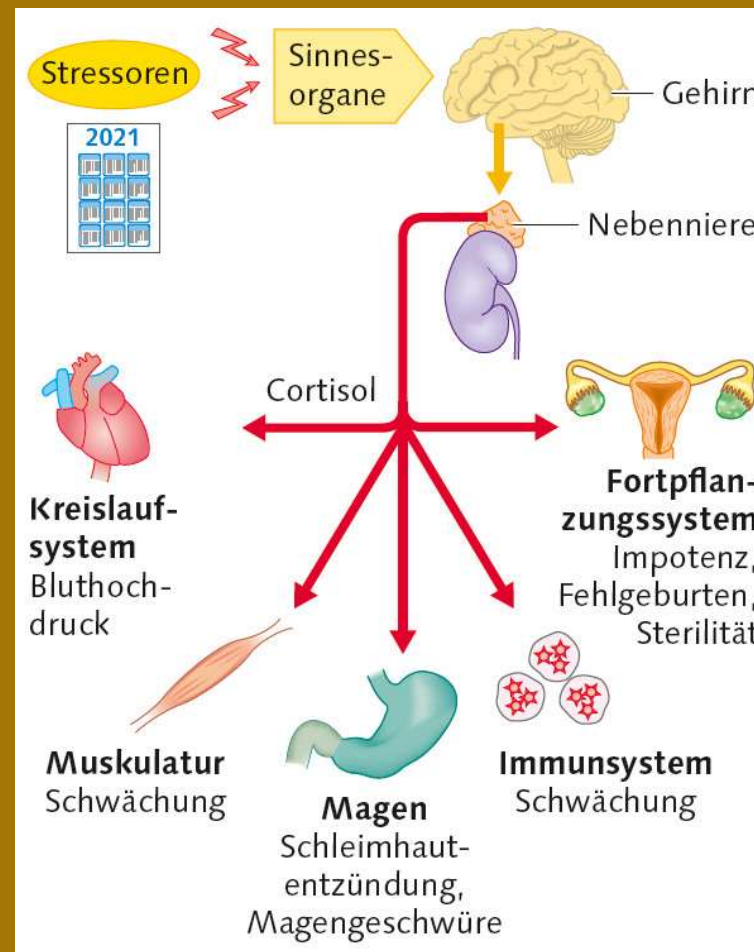 Stressoren
Sinnes-
organe
Gehirn
2021
Nebenniere
Cortisol
Kreislauf-
system
Bluthoch-
druck
Fortpflan-
zungssystem
Impotenz,
Fehlgeburten,
Sterilität
Muskulatur
Schwächung
Magen
Schleimhaut-
entzündung,
Magengeschwüre
Immunsystem
Schwächung